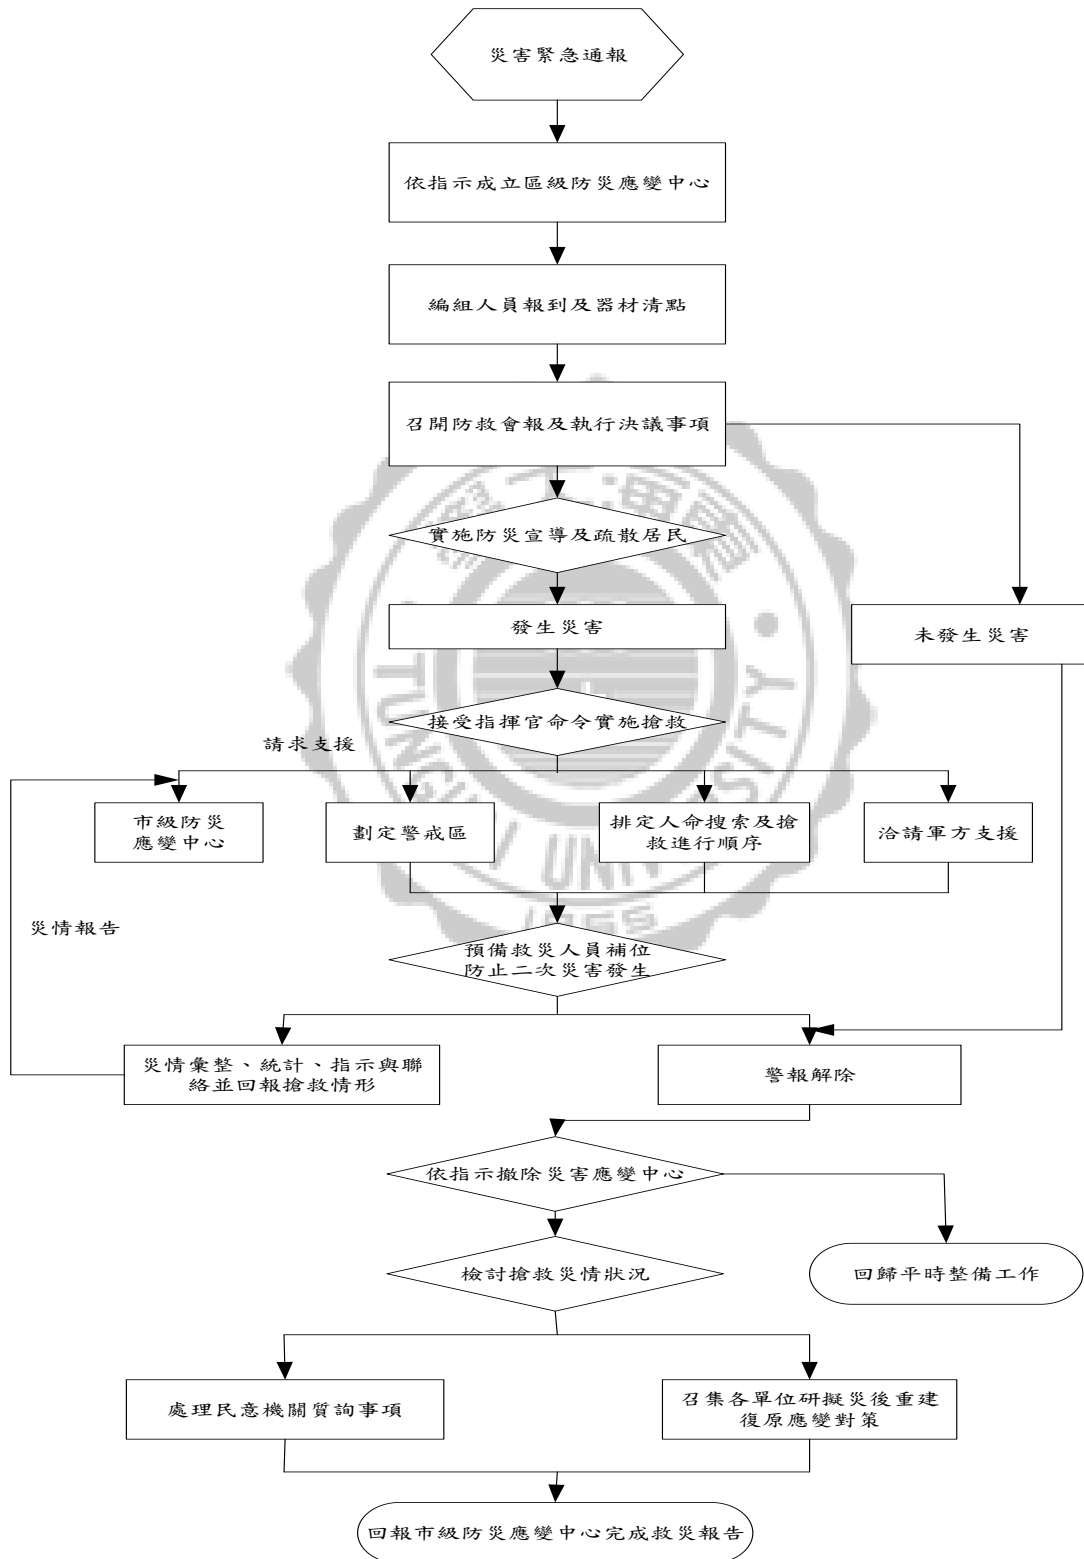 災害緊急通報
依指示成立區級防災應變中心
編組人員報到及器材清點
召開防救會報及執行決議事項
實施防災宣導及疏散居民
發生災害
未發生災害
接受指揮官命令實施搶救
請求支援
市級防災
應變中心
劃定警戒區
排定人命搜索及搶
救進行順序
洽請軍方支援
災情報告
預備救災人員補位
防止二次災害發生
災情彙整、統計、指示與聯
絡並回報搶救情形
警報解除
依指示撤除災害應變中心
檢討搶救災情狀況
回歸平時整備工作
處理民意機關質詢事項
召集各單位研擬災後重建
復原應變對策
回報市級防災應變中心完成救災報告
TUNGHAI UNIVERSITY
1955